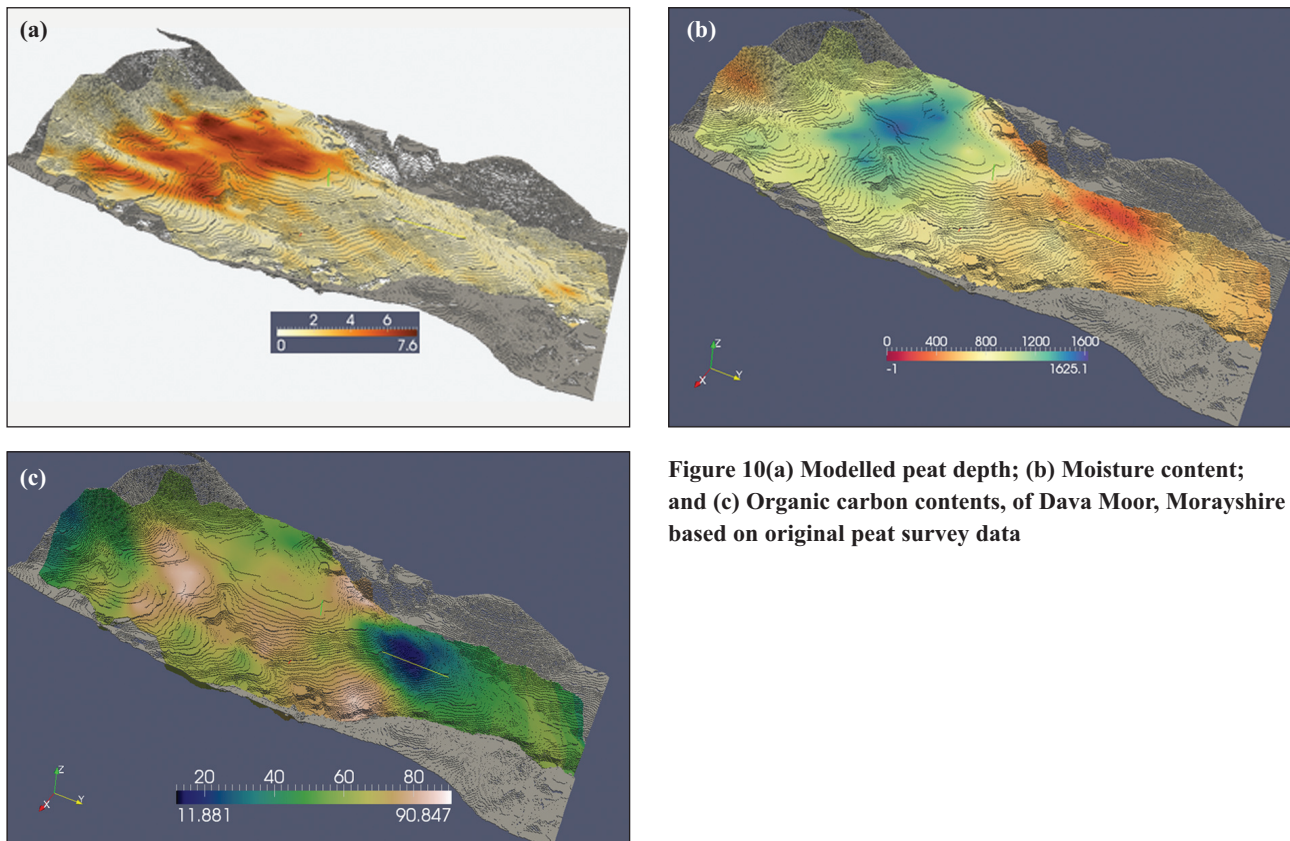 (a)
2 4 6
0 7.6
(b)
0 400 800 1200 1600
-1 1625.1
Z
X Y
(c)
20 40 60 80
11.881 90.847
Z
X Y
Figure 10(a) Modelled peat depth; (b) Moisture content;
and (c) Organic carbon contents, of Dava Moor, Morayshire
based on original peat survey data